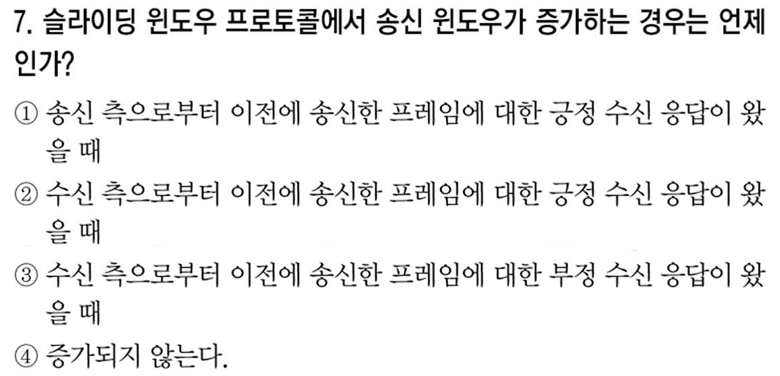 7. 슬라이딩 윈도우 프로토콜에서 송신 윈도우가 증가하는 경우는 언제
인가?
① 송신 측으로부터 이전에 송신한 프레임에 대한 긍정 수신 응답이 왔
을 때
② 수신 측으로부터 이전에 송신한 프레임에 대한 긍정 수신 응답이 왔
을 때
③ 수신 측으로부터 이전에 송신한 프레임에 대한 부정 수신 응답이 왔
을 때
④ 증가되지 않는다.